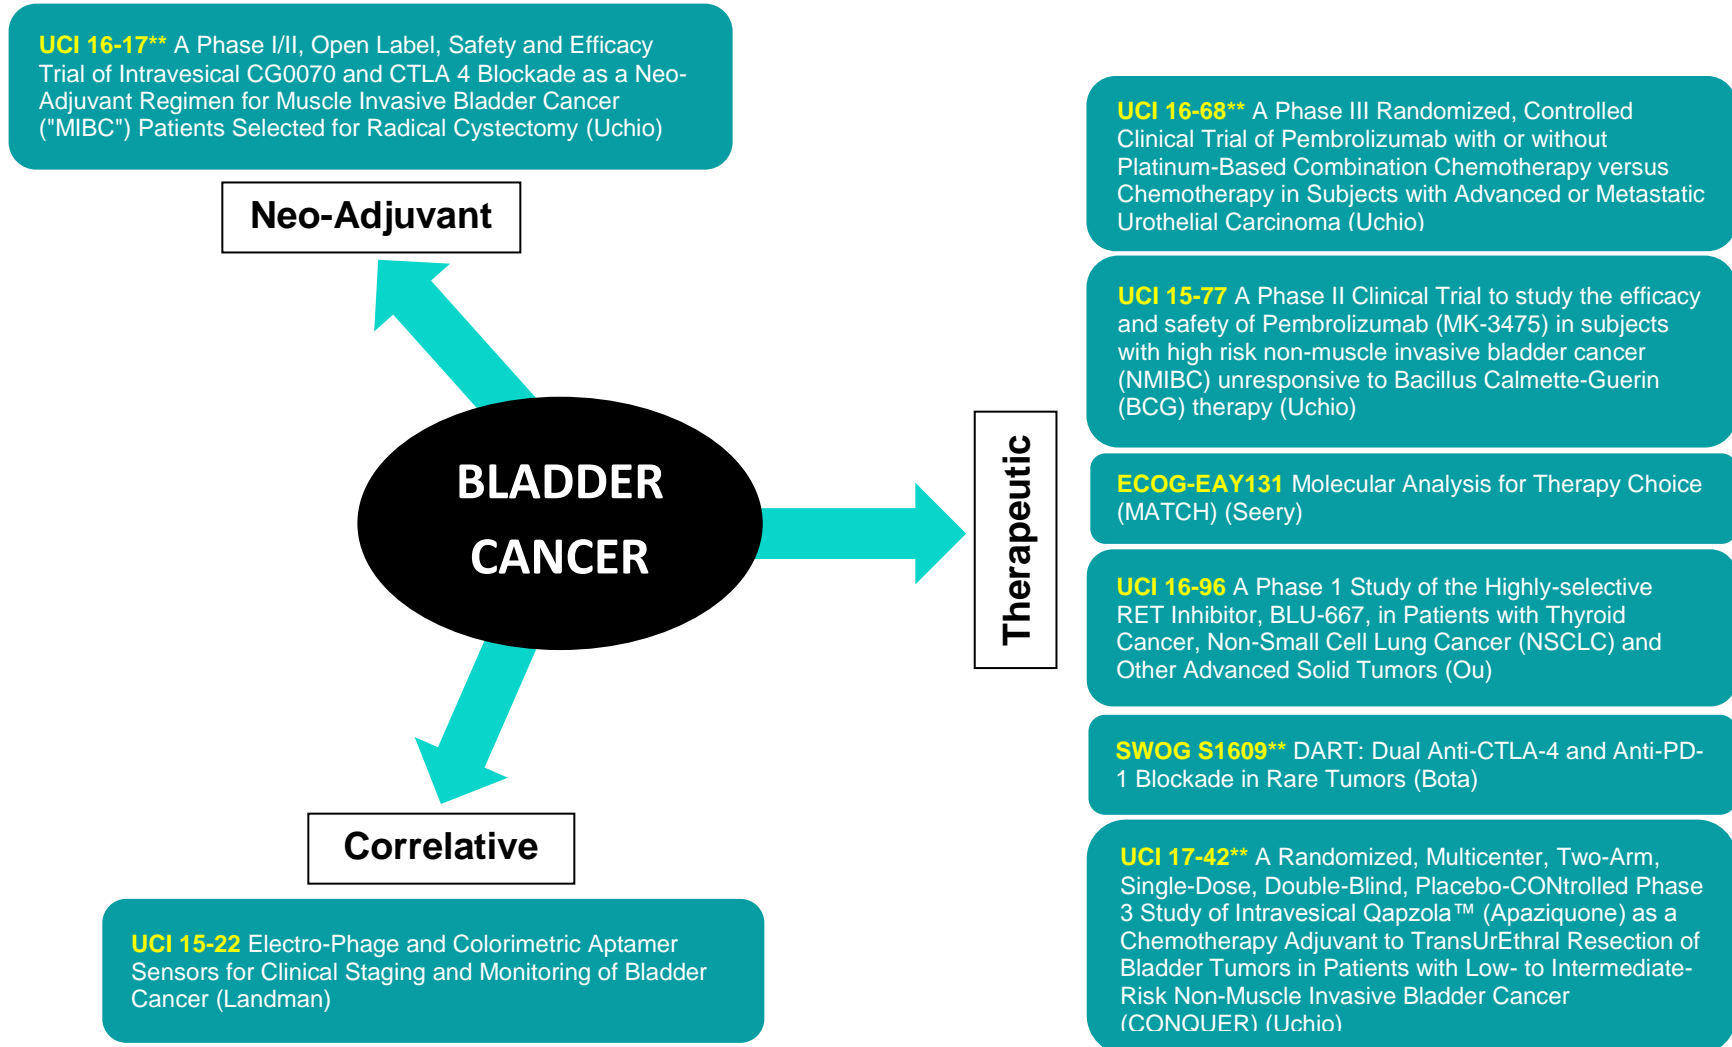 UCI 16-17** A Phase I/II, Open Label, Safety and Efficacy
Trial of Intravesical CG0070 and CTLA 4 Blockade as a Neo-
Adjuvant Regimen for Muscle Invasive Bladder Cancer
("MIBC") Patients Selected for Radical Cystectomy (Uchio)
Neo-Adjuvant
BLADDER
CANCER
Correlative
UCI 15-22 Electro-Phage and Colorimetric Aptamer
Sensors for Clinical Staging and Monitoring of Bladder
Cancer (Landman)
Therapeutic
UCI 16-68** A Phase III Randomized, Controlled
Clinical Trial of Pembrolizumab with or without
Platinum-Based Combination Chemotherapy versus
Chemotherapy in Subjects with Advanced or Metastatic
Urothelial Carcinoma (Uchio)
UCI 15-77 A Phase II Clinical Trial to study the efficacy
and safety of Pembrolizumab (MK-3475) in subjects
with high risk non-muscle invasive bladder cancer
(NMIBC) unresponsive to Bacillus Calmette-Guerin
(BCG) therapy (Uchio)
ECOG-EAY131 Molecular Analysis for Therapy Choice
(MATCH) (Seery)
UCI 16-96 A Phase 1 Study of the Highly-selective
RET Inhibitor, BLU-667, in Patients with Thyroid
Cancer, Non-Small Cell Lung Cancer (NSCLC) and
Other Advanced Solid Tumors (Ou)
SWOG S1609** DART: Dual Anti-CTLA-4 and Anti-PD-
1 Blockade in Rare Tumors (Bota)
UCI 17-42** A Randomized, Multicenter, Two-Arm,
Single-Dose, Double-Blind, Placebo-CONtrolled Phase
3 Study of Intravesical Qapzola™ (Apaziquone) as a
Chemotherapy Adjuvant to TransUrEthral Resection of
Bladder Tumors in Patients with Low- to Intermediate-
Risk Non-Muscle Invasive Bladder Cancer
(CONQUER) (Uchio)